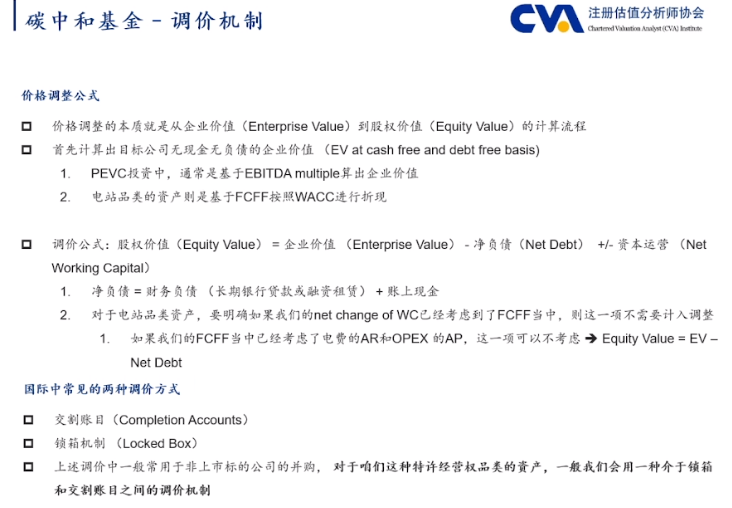 碳中和基金 - 调价机制
CVA 注册估值分析师协会
Chartered Valuation Analyst (CVA) Institute
价格调整公式
价格调整的本质就是从企业价值（Enterprise Value）到股权价值（Equity Value）的计算流程
首先计算出目标公司无现金无负债的企业价值 （EV at cash free and debt free basis)
1. PEVC投资中，通常是基于EBITDA multiple算出企业价值
2. 电站品类的资产则是基于FCFF按照WACC进行折现
调价公式：股权价值（Equity Value） = 企业价值 （Enterprise Value） - 净负债（Net Debt） +/- 资本运营 （Net
Working Capital）
1. 净负债 = 财务负债 （长期银行贷款或融资租赁） + 账上现金
2. 对于电站品类资产，要明确如果我们的net change of WC已经考虑到了FCFF当中，则这一项不需要计入调整
1. 如果我们的FCFF当中已经考虑了电费的AR和OPEX 的AP，这一项可以不考虑 ➔ Equity Value = EV –
Net Debt
国际中常见的两种调价方式
交割账目（Completion Accounts）
锁箱机制 （Locked Box）
上述调价中一般常用于非上市标的公司的并购， 对于咱们这种特许经营权品类的资产，一般我们会用一种介于锁箱
和交割账目之间的调价机制